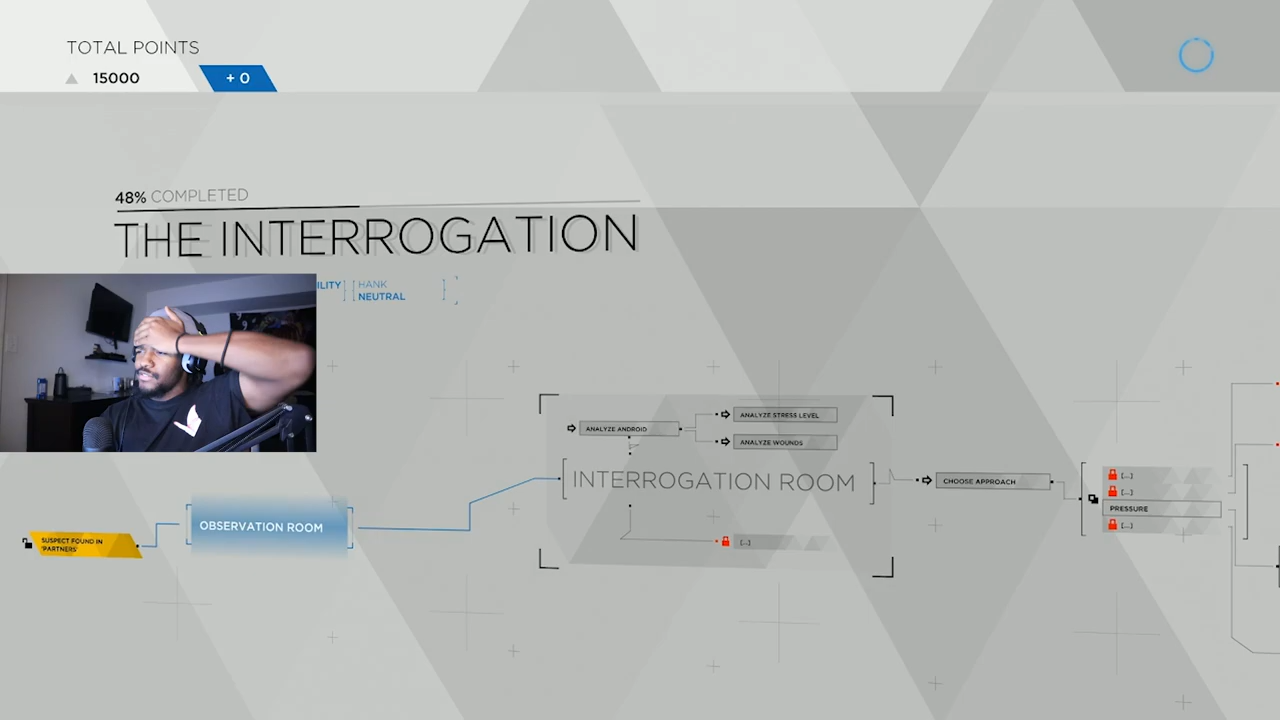 TOTAL POINTS
15000
+ 0
48% COMPLETED
THE INTERROGATION
HANK
NEUTRAL
ANALYZE STRESS LEVEL
ANALYZE ANDROID
ANALYZE WOUNDS
INTERROGATION ROOM
CHOOSE APPROACH
[...]
[...]
PRESSURE
[...]
OBSERVATION ROOM
SUSPECT FOUND IN
'PARTNERS'
[...]